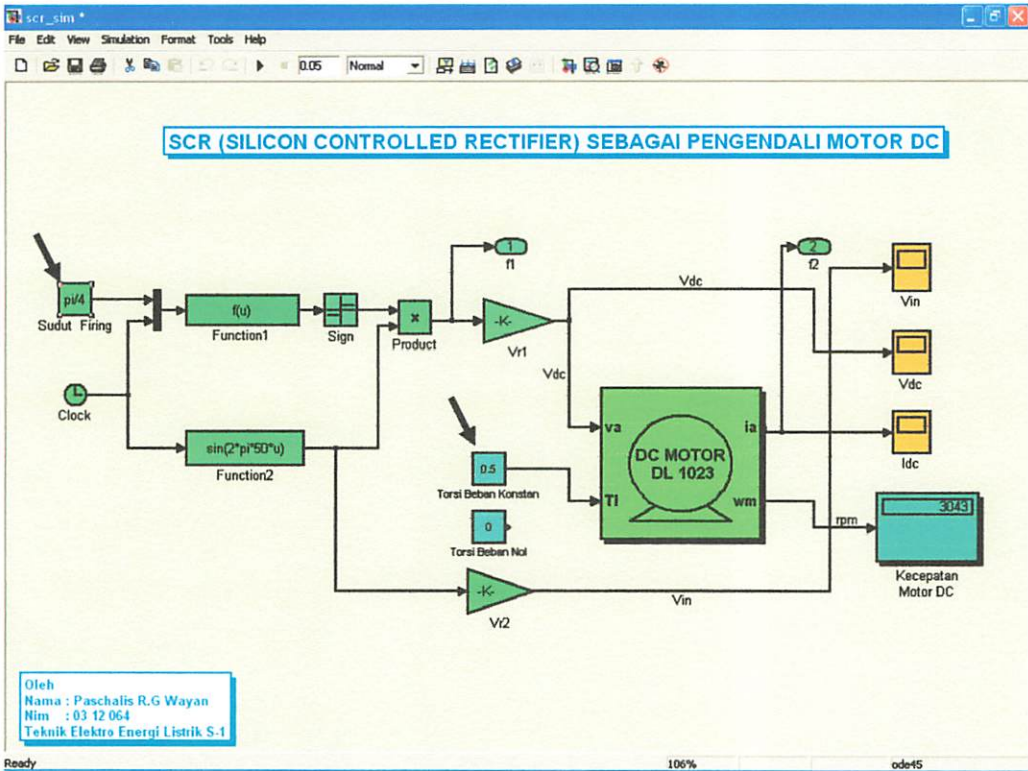 scr_sim *
File Edit View Simulation Format Tools Help
0.05 Normal
SCR (SILICON CONTROLLED RECTIFIER) SEBAGAI PENGENDALI MOTOR DC
pi/4
Sudut Firing
f(u)
Function1
Sign
×
Product
1
f1
-K-
Vr1
Vdc
Vdc
2
f2
Vin
Vdc
Idc
Clock
sin(2*pi*50*u)
Function2
0.5
Torsi Beban Konstan
0
Torsi Beban Nol
va
Tl
DC MOTOR
DL 1023
ia
wm
rpm
3043
Kecepatan
Motor DC
-K-
Vr2
Vin
Oleh
Nama : Paschalis R.G Wayan
Nim : 03 12 064
Teknik Elektro Energi Listrik S-1
Ready 106% ode45